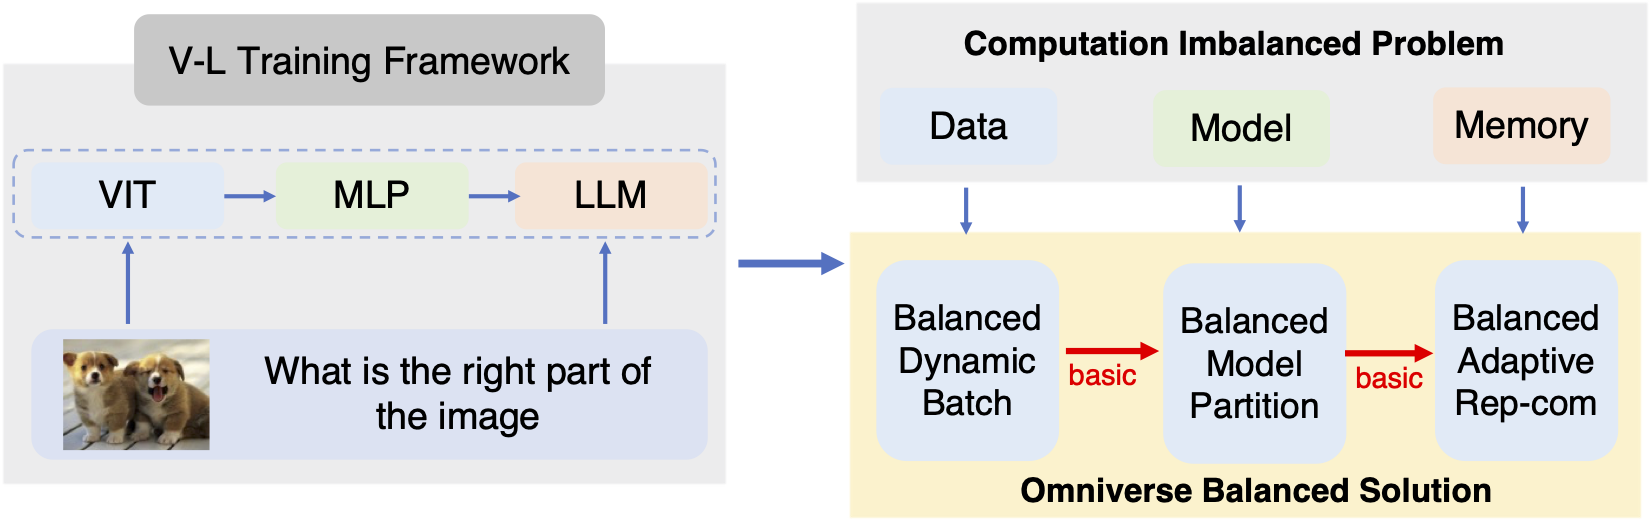 V-L Training Framework
VIT
MLP
LLM
What is the right part of
the image
Computation Imbalanced Problem
Data
Model
Memory
Balanced
Dynamic
Batch
basic
Balanced
Model
Partition
basic
Balanced
Adaptive
Rep-com
Omniverse Balanced Solution